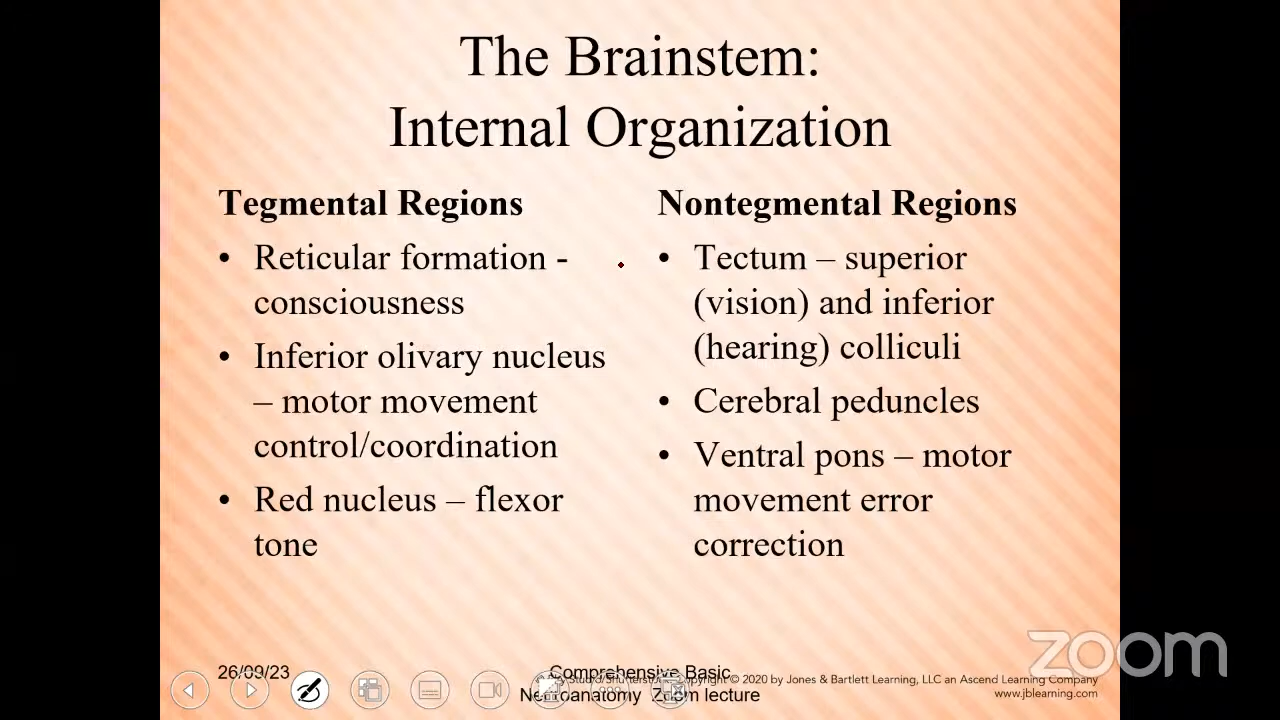 The Brainstem:
Internal Organization
Tegmental Regions
• Reticular formation -
consciousness
• Inferior olivary nucleus
– motor movement
control/coordination
• Red nucleus – flexor
tone
Nontegmental Regions
• Tectum – superior
(vision) and inferior
(hearing) colliculi
• Cerebral peduncles
• Ventral pons – motor
movement error
correction
zoom
26/09/23
Comprehensive Basic
Neuroanatomy Zoom lecture
Copyright © 2020 by Jones & Bartlett Learning, LLC an Ascend Learning Company
www.jblearning.com